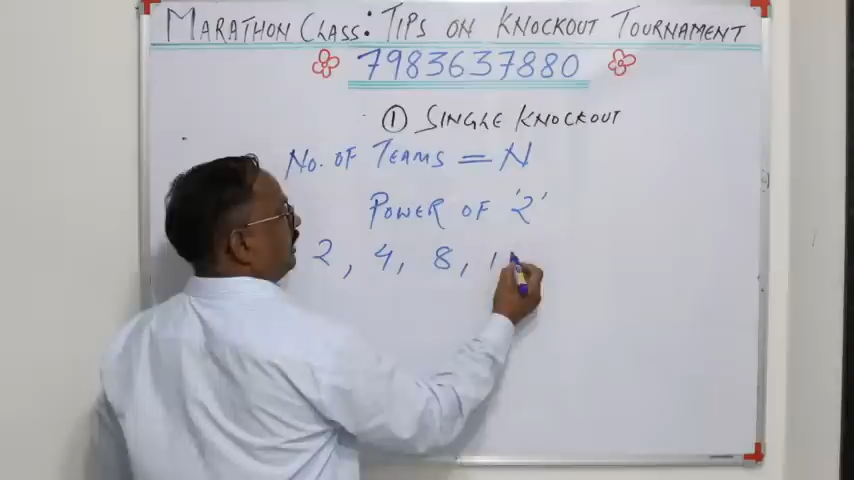 MARATHON CLASS: TIPS ON KNOCKOUT TOURNAMENT
7983637880
① SINGLE KNOCKOUT
NO. OF TEAMS = N
POWER OF '2'
2, 4, 8, 1